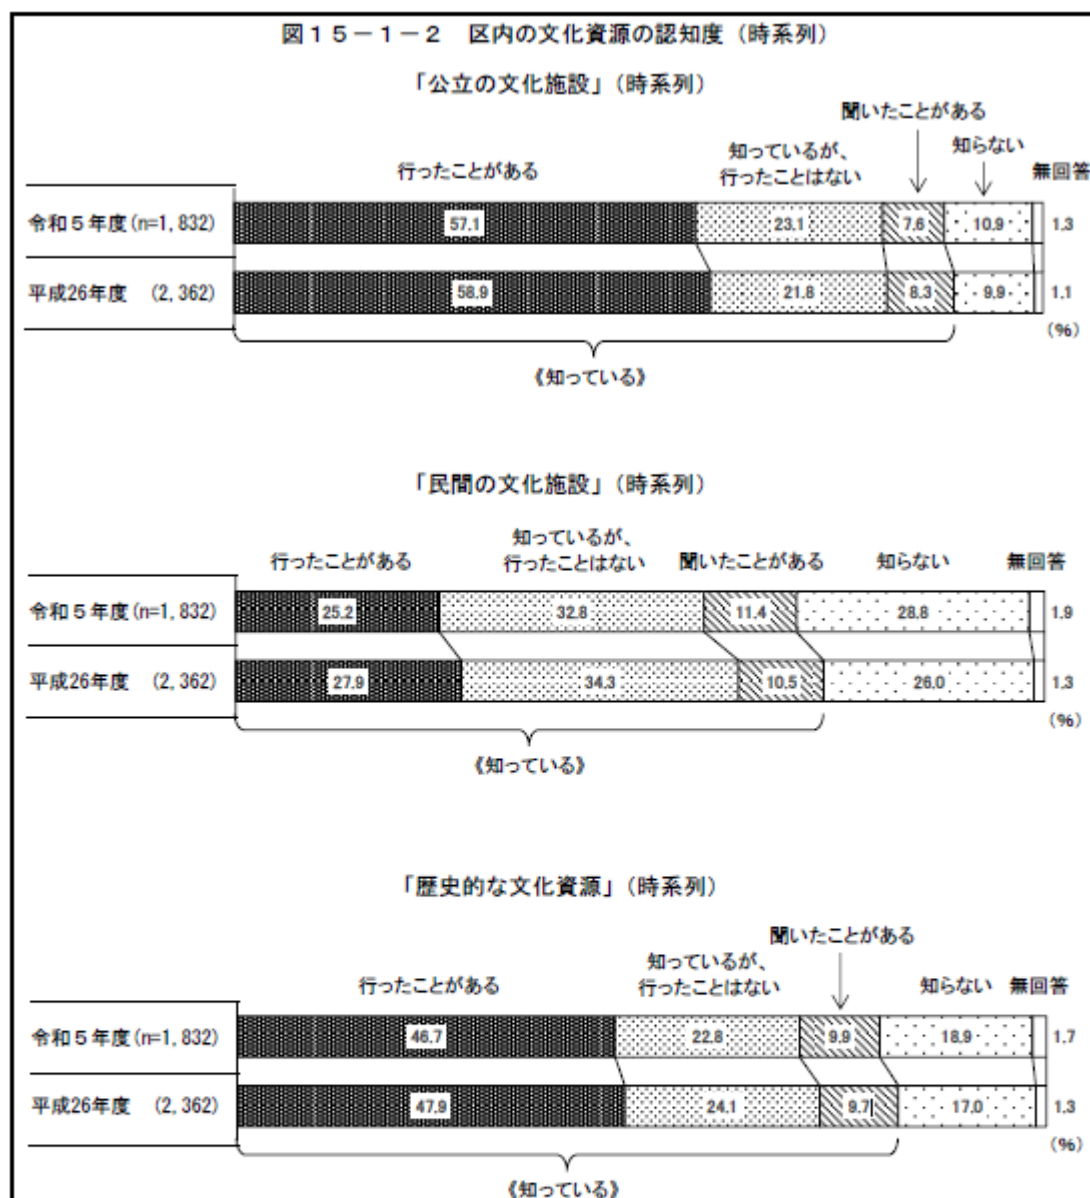 図15-1-2 区内の文化資源の認知度(時系列)
「公立の文化施設」(時系列)
聞いたことがある
知っているが、 知らない
行ったことがある 行ったことはない 無回答
令和5年度(n=1,832) 57.1 23.1 7.6 10.9 1.3
平成26年度 (2,362) 58.9 21.8 8.3 9.9 1.1
(%)
《知っている》
「民間の文化施設」(時系列)
知っているが、
行ったことがある 行ったことはない 聞いたことがある 知らない 無回答
令和5年度(n=1,832) 25.2 32.8 11.4 28.8 1.9
平成26年度 (2,362) 27.9 34.3 10.5 26.0 1.3
(%)
《知っている》
「歴史的な文化資源」(時系列)
聞いたことがある
知っているが、
行ったことがある 行ったことはない 知らない 無回答
令和5年度(n=1,832) 46.7 22.8 9.9 18.9 1.7
平成26年度 (2,362) 47.9 24.1 9.7 17.0 1.3
(%)
《知っている》